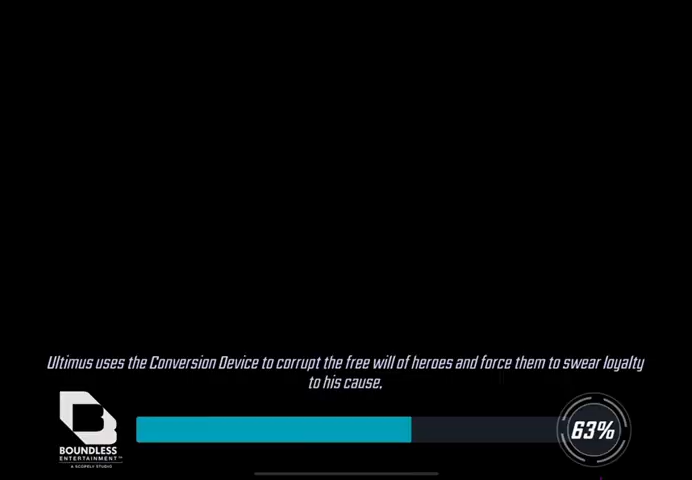 Ultimus uses the Conversion Device to corrupt the free will of heroes and force them to swear loyalty
to his cause.
63%
BOUNDLESS
ENTERTAINMENT™
A SCOPELY STUDIO